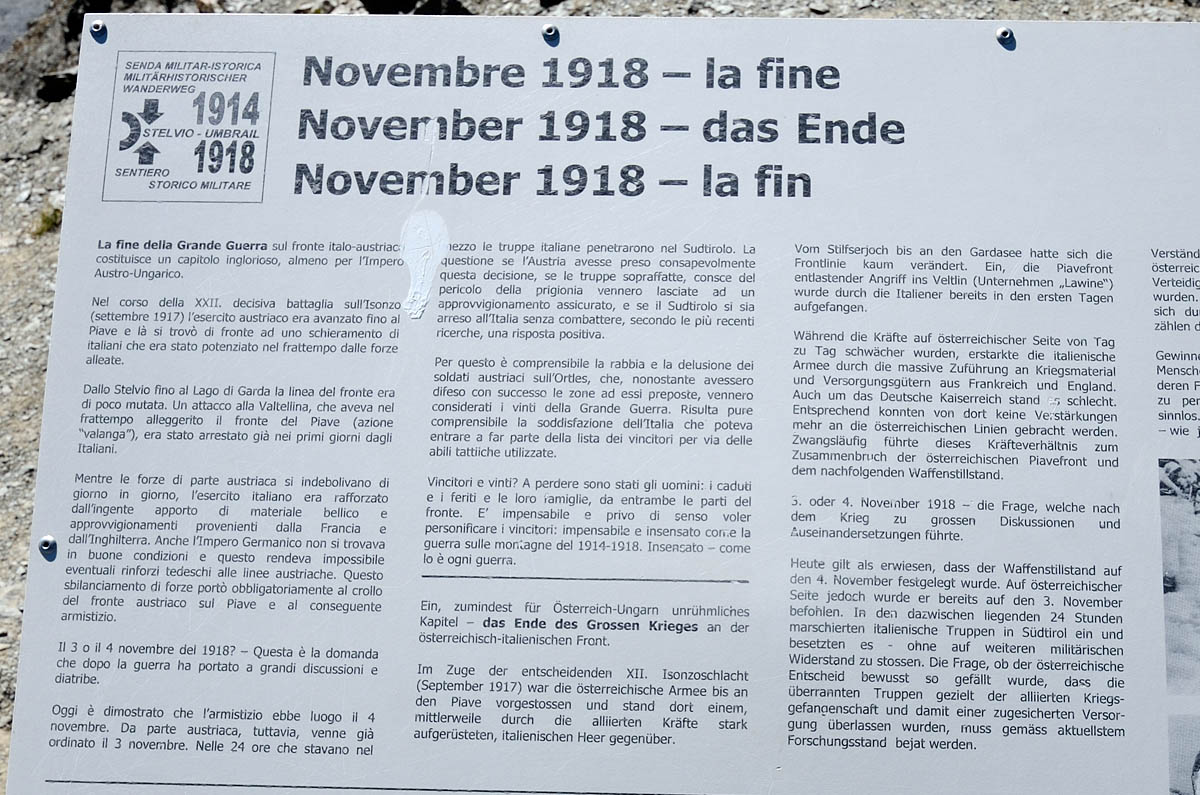 SENDA MILITAR-ISTORICA
MILITÄRHISTORISCHER
WANDERWEG
1914
STELVIO - UMBRAIL
1918
SENTIERO
STORICO MILITARE
Novembre 1918 – la fine
November 1918 – das Ende
November 1918 – la fin
La fine della Grande Guerra sul fronte italo-austriac
costituisce un capitolo inglorioso, almeno per l'Impero
Austro-Ungarico.
Nel corso della XXII. decisiva battaglia sull'Isonzo
(settembre 1917) l'esercito austriaco era avanzato fino al
Piave e là si trovò di fronte ad uno schieramento di
italiani che era stato potenziato nel frattempo dalle forze
alleate.
Dallo Stelvio fino al Lago di Garda la linea del fronte era
di poco mutata. Un attacco alla Valtellina, che aveva nel
frattempo alleggerito il fronte del Piave (azione
"valanga"), era stato arrestato già nei primi giorni dagli
Italiani.
Mentre le forze di parte austriaca si indebolivano di
giorno in giorno, l'esercito italiano era rafforzato
dall'ingente apporto di materiale bellico e
approvvigionamenti provenienti dalla Francia e
dall'Inghilterra. Anche l'Impero Germanico non si trovava
in buone condizioni e questo rendeva impossibile
eventuali rinforzi tedeschi alle linee austriache. Questo
sbilanciamento di forze portò obbligatoriamente al crollo
del fronte austriaco sul Piave e al conseguente
armistizio.
Il 3 o il 4 novembre del 1918? – Questa è la domanda
che dopo la guerra ha portato a grandi discussioni e
diatribe.
Oggi è dimostrato che l'armistizio ebbe luogo il 4
novembre. Da parte austriaca, tuttavia, venne già
ordinato il 3 novembre. Nelle 24 ore che stavano nel
mezzo le truppe italiane penetrarono nel Sudtirolo. La
questione se l'Austria avesse preso consapevolmente
questa decisione, se le truppe sopraffatte, consce del
pericolo della prigionia vennero lasciate ad un
approvvigionamento assicurato, e se il Sudtirolo si sia
arreso all'Italia senza combattere, secondo le più recenti
ricerche, una risposta positiva.
Per questo è comprensibile la rabbia e la delusione dei
soldati austriaci sull'Ortles, che, nonostante avessero
difeso con successo le zone ad essi preposte, vennero
considerati i vinti della Grande Guerra. Risulta pure
comprensibile la soddisfazione dell'Italia che poteva
entrare a far parte della lista dei vincitori per via delle
abili tattiiche utilizzate.
Vincitori e vinti? A perdere sono stati gli uomini: i caduti
e i feriti e le loro famiglie, da entrambe le parti del
fronte. E' impensabile e privo di senso voler
personificare i vincitori: impensabile e insensato come la
guerra sulle montagne del 1914-1918. Insensato – come
lo è ogni guerra.
Ein, zumindest für Österreich-Ungarn unrühmliches
Kapitel – das Ende des Grossen Krieges an der
österreichisch-italienischen Front.
Im Zuge der entscheidenden XII. Isonzoschlacht
(September 1917) war die österreichische Armee bis an
den Piave vorgestossen und stand dort einem,
mittlerweile durch die alliierten Kräfte stark
aufgerüsteten, italienischen Heer gegenüber.
Vom Stilfserjoch bis an den Gardasee hatte sich die
Frontlinie kaum verändert. Ein, die Piavefront
entlastender Angriff ins Veltlin (Unternehmen „Lawine")
wurde durch die Italiener bereits in den ersten Tagen
aufgefangen.
Während die Kräfte auf österreichischer Seite von Tag
zu Tag schwächer wurden, erstarkte die italienische
Armee durch die massive Zuführung an Kriegsmaterial
und Versorgungsgütern aus Frankreich und England.
Auch um das Deutsche Kaiserreich stand es schlecht.
Entsprechend konnten von dort keine Verstärkungen
mehr an die österreichischen Linien gebracht werden.
Zwangsläufig führte dieses Kräfteverhältnis zum
Zusammenbruch der österreichischen Piavefront und
dem nachfolgenden Waffenstillstand.
3. oder 4. November 1918 – die Frage, welche nach
dem Krieg zu grossen Diskussionen und
Auseinandersetzungen führte.
Heute gilt als erwiesen, dass der Waffenstillstand auf
den 4. November festgelegt wurde. Auf österreichischer
Seite jedoch wurde er bereits auf den 3. November
befohlen. In den dazwischen liegenden 24 Stunden
marschierten italienische Truppen in Südtirol ein und
besetzten es - ohne auf weiteren militärischen
Widerstand zu stossen. Die Frage, ob der österreichische
Entscheid bewusst so gefällt wurde, dass die
überrannten Truppen gezielt der alliierten Kriegs-
gefangenschaft und damit einer zugesicherten Versor-
gung überlassen wurden, muss gemäss aktuellstem
Forschungsstand bejat werden.
Verständ
österreic
Verteidig
wurden.
sich du
zählen d
Gewinne
Mensch
deren F
zu per
sinnlos.
– wie j